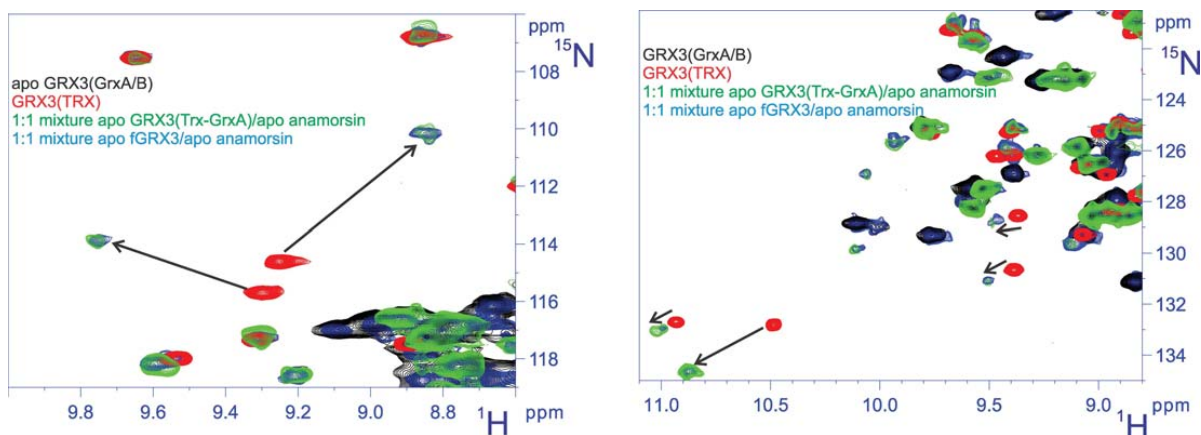 ppm
15N
108
apo GRX3(GrxA/B)
GRX3(TRX)
1:1 mixture apo GRX3(Trx-GrxA)/apo anamorsin
1:1 mixture apo fGRX3/apo anamorsin
110
112
114
116
118
9.8 9.6 9.4 9.2 9.0 8.8 ppm
1H
ppm
15N
GRX3(GrxA/B)
GRX3(TRX)
1:1 mixture apo GRX3(Trx-GrxA)/apo anamorsin
1:1 mixture apo fGRX3/apo anamorsin
124
126
128
130
132
134
11.0 10.5 10.0 9.5 9.0 ppm
1H